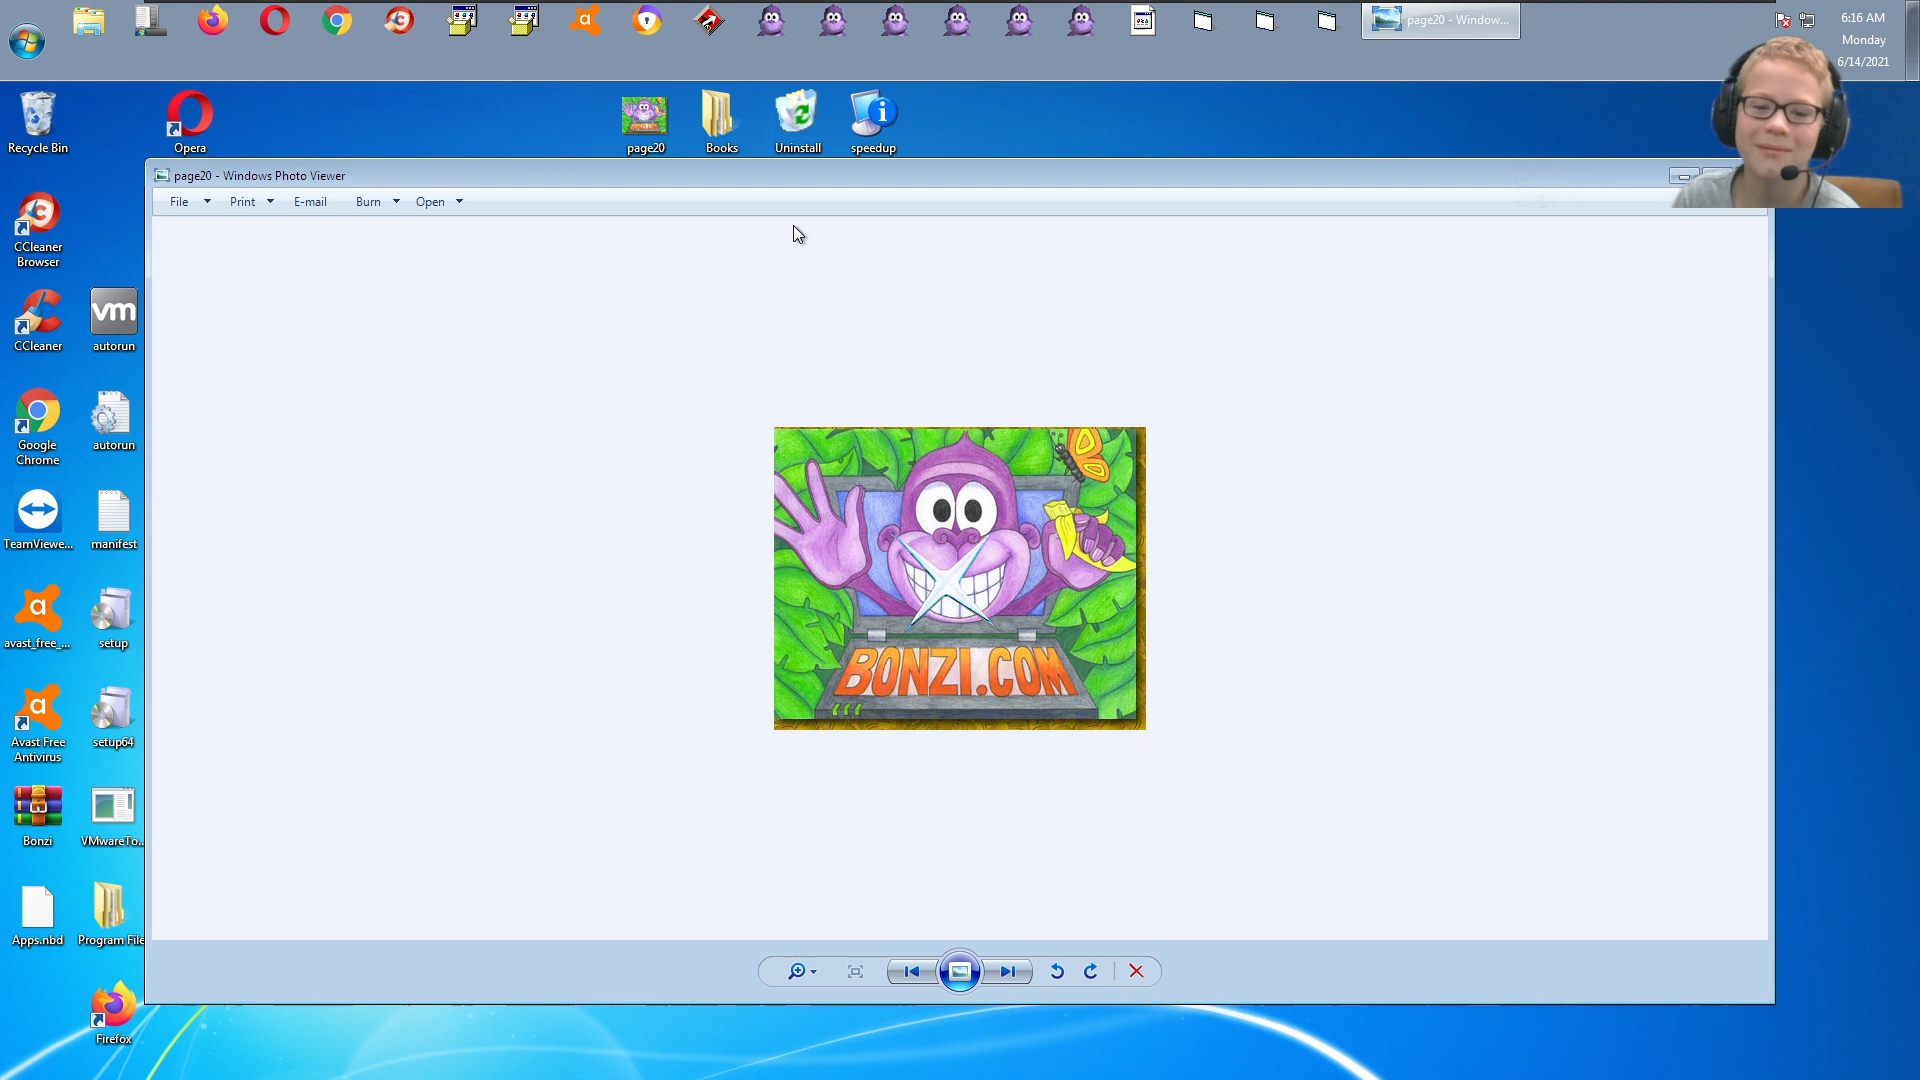 page20 - Window...
6:16 AM
Monday
6/14/2021
Recycle Bin
Opera
page20
Books
Uninstall
speedup
page20 - Windows Photo Viewer
File
Print
E-mail
Burn
Open
CCleaner
Browser
CCleaner
vm
autorun
Google
Chrome
autorun
TeamViewe...
manifest
avast_free_...
setup
Avast Free
Antivirus
setup64
Bonzi
VMwareTo...
Apps.nbd
Program File
Firefox
BONZI.COM